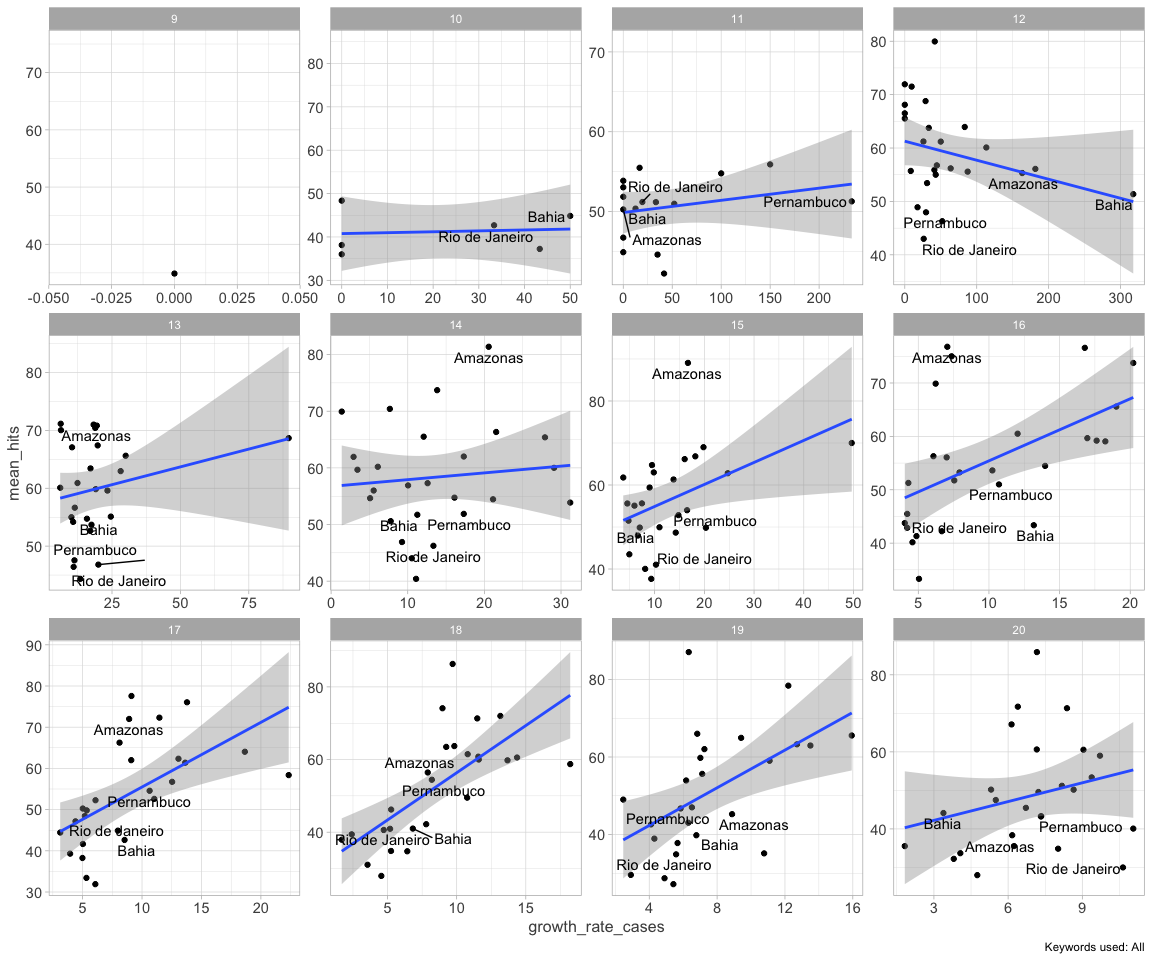 9 10 11 12
70
60
50
40
-0.050 -0.025 0.000 0.025 0.050
80
70
60
50
40
30
Bahia
Rio de Janeiro
0 10 20 30 40 50
70
60
50
Rio de Janeiro
Pernambuco
Bahia
Amazonas
0 50 100 150 200
80
70
60
50
40
Amazonas
Bahia
Pernambuco
Rio de Janeiro
0 100 200 300
13 14 15 16
mean_hits
80
70
60
50
Amazonas
Bahia
Pernambuco
Rio de Janeiro
25 50 75
80
70
60
50
40
Amazonas
Bahia Pernambuco
Rio de Janeiro
0 10 20 30
80
60
40
Amazonas
Pernambuco
Bahia
Rio de Janeiro
10 20 30 40 50
70
60
50
40
Amazonas
Pernambuco
Rio de Janeiro
Bahia
5 10 15 20
17 18 19 20
90
80
70
60
50
40
30
Amazonas
Pernambuco
Rio de Janeiro
Bahia
5 10 15 20
80
60
40
Amazonas
Pernambuco
Rio de Janeiro Bahia
5 10 15
80
60
40
Pernambuco
Amazonas
Bahia
Rio de Janeiro
4 8 12 16
80
60
40
Bahia Pernambuco
Amazonas
Rio de Janeiro
3 6 9
growth_rate_cases
Keywords used: All